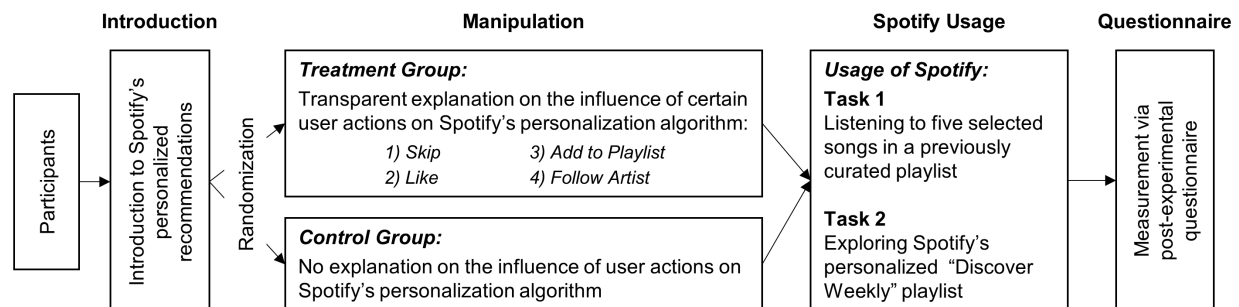 Introduction
Manipulation
Spotify Usage
Questionnaire
Participants
Introduction to Spotify's
personalized
recommendations
Randomization
Treatment Group:
Transparent explanation on the influence of certain
user actions on Spotify's personalization algorithm:
1) Skip
3) Add to Playlist
2) Like
4) Follow Artist
Control Group:
No explanation on the influence of user actions on
Spotify's personalization algorithm
Usage of Spotify:
Task 1
Listening to five selected
songs in a previously
curated playlist
Task 2
Exploring Spotify's
personalized “Discover
Weekly” playlist
Measurement via
post-experimental
questionnaire